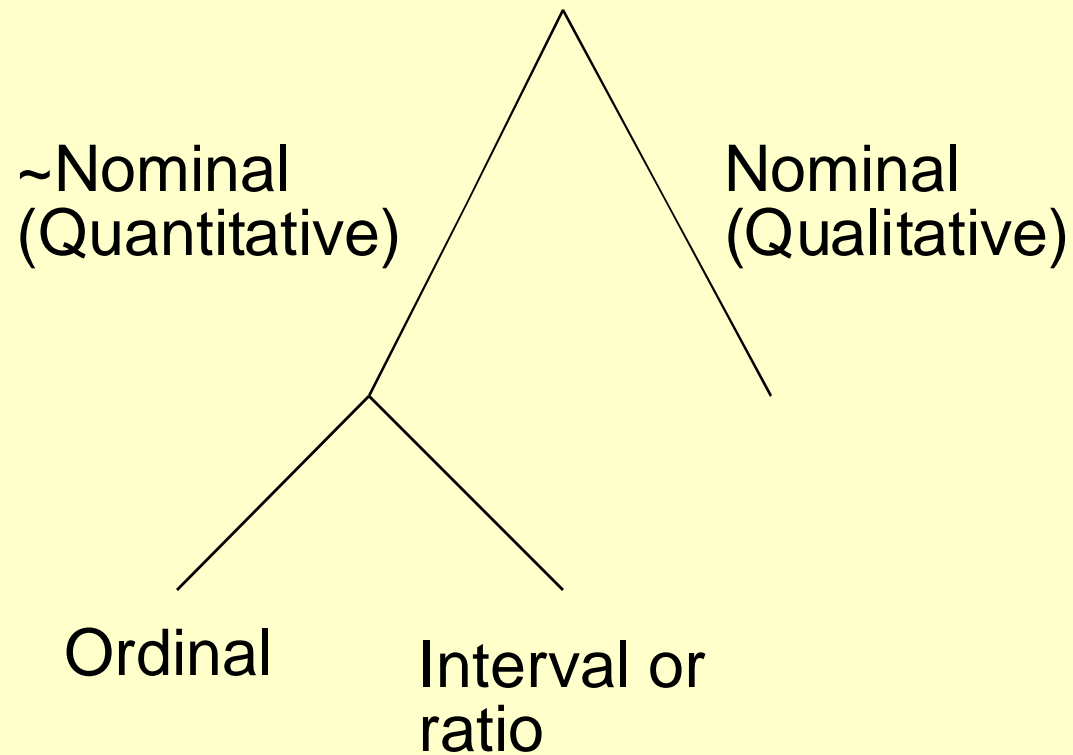 ~Nominal
(Quantitative)
Nominal
(Qualitative)
Ordinal
Interval or
ratio